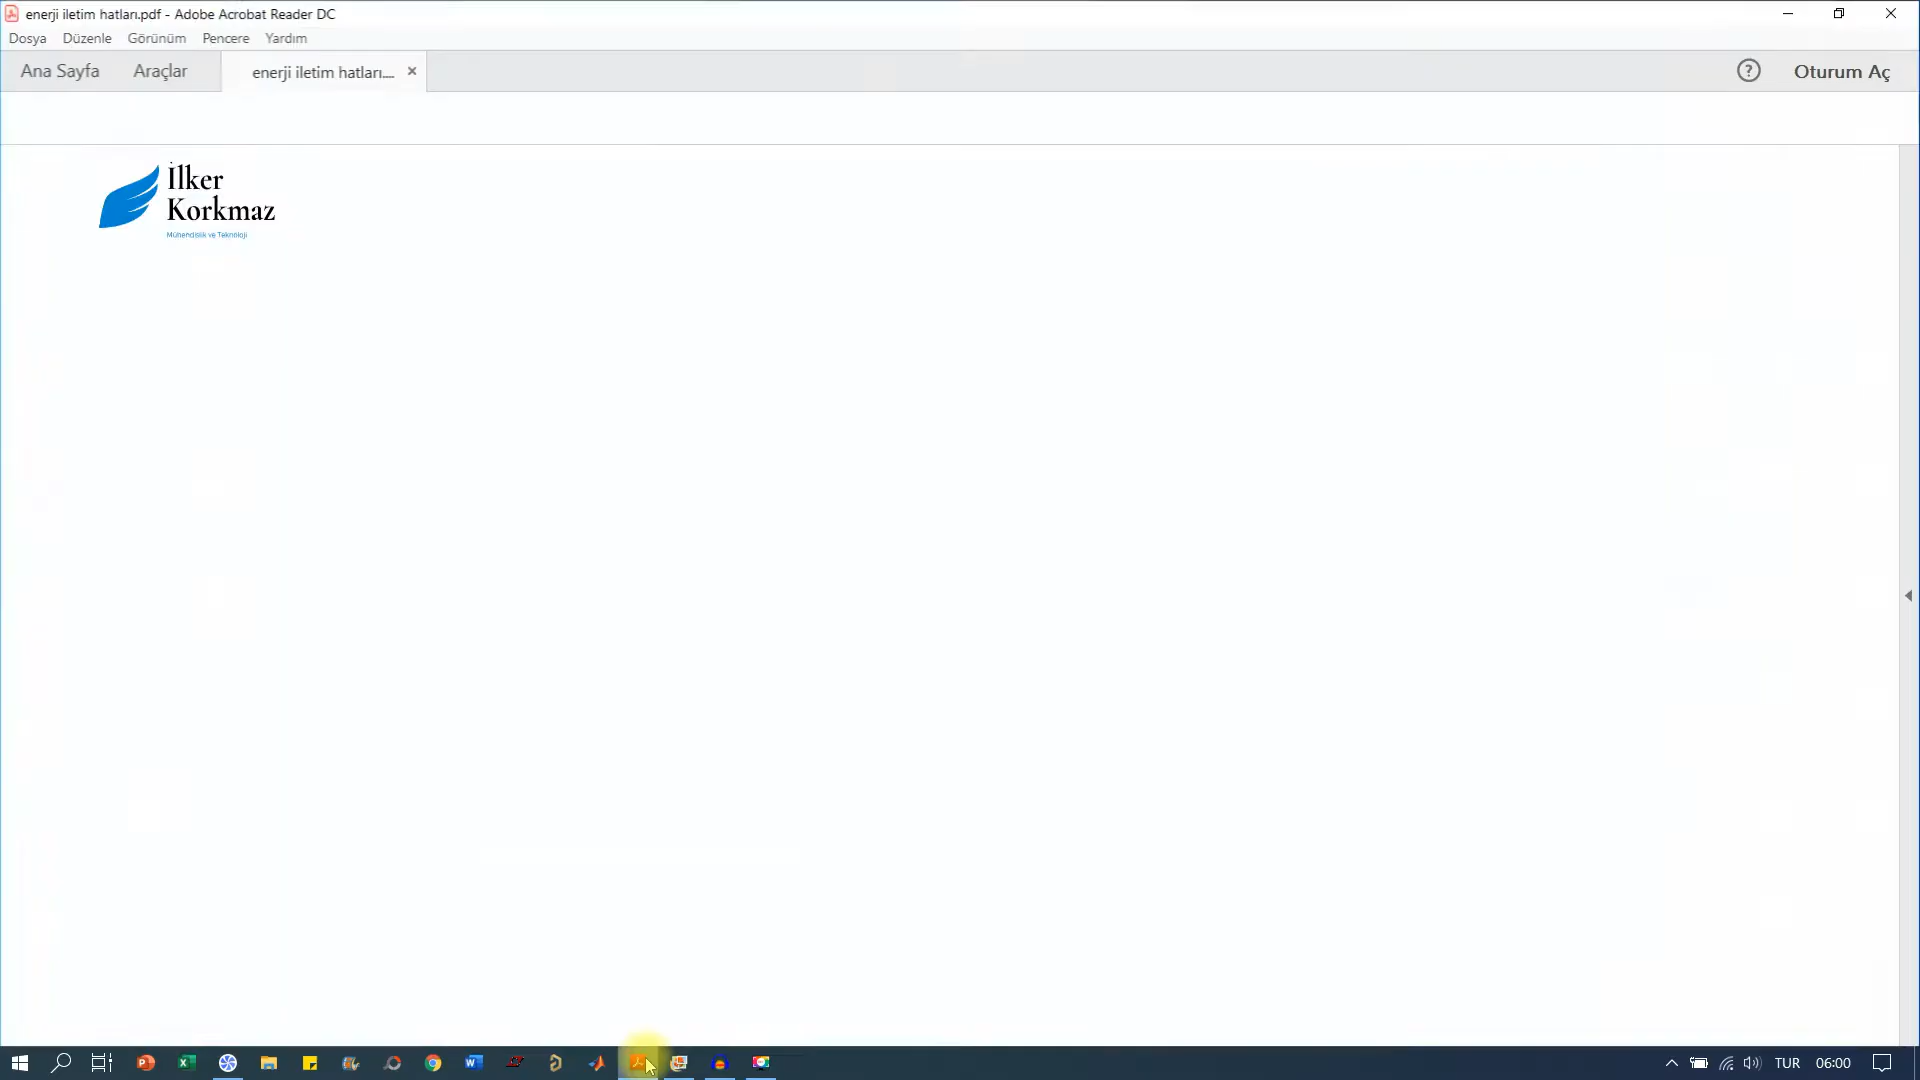 enerji iletim hatları.pdf - Adobe Acrobat Reader DC
Dosya Düzenle Görünüm Pencere Yardım
Ana Sayfa Araçlar enerji iletim hatları.... × ? Oturum Aç
İlker
Korkmaz
Mühendislik ve Teknoloji
TUR 06:00